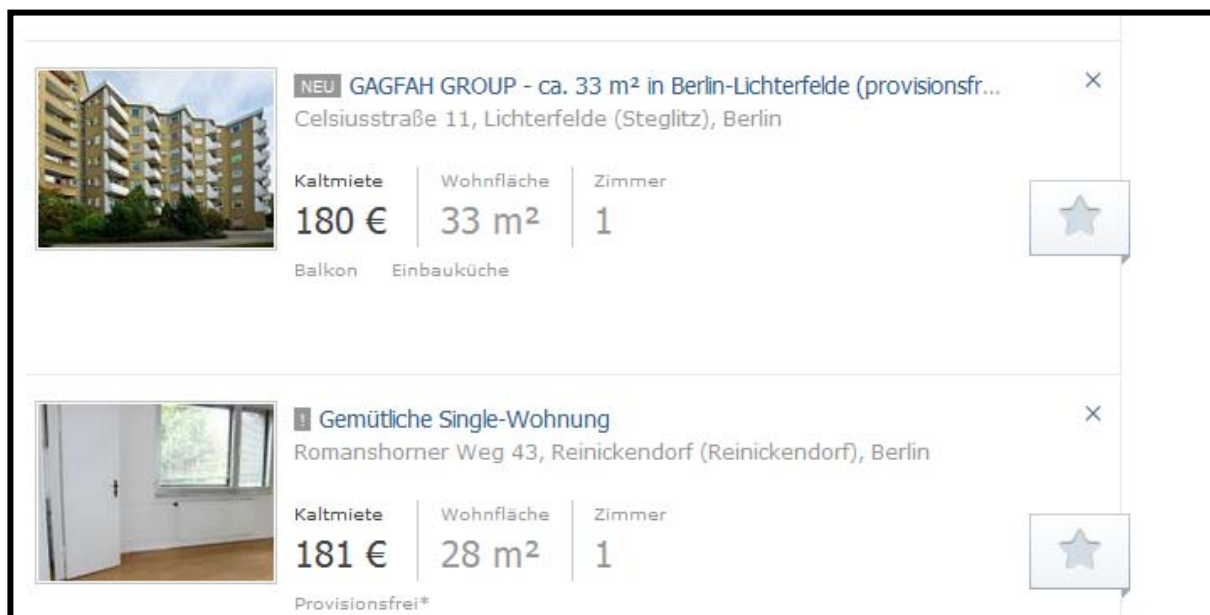 NEU GAGFAH GROUP - ca. 33 m² in Berlin-Lichterfelde (provisionsfr...
Celsiusstraße 11, Lichterfelde (Steglitz), Berlin
Kaltmiete Wohnfläche Zimmer
180 € 33 m² 1
Balkon Einbauküche
! Gemütliche Single-Wohnung
Romanshorner Weg 43, Reinickendorf (Reinickendorf), Berlin
Kaltmiete Wohnfläche Zimmer
181 € 28 m² 1
Provisionsfrei*